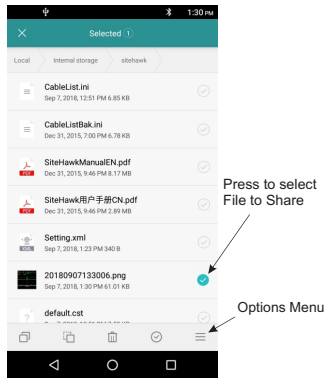 1:30 PM
Selected 1
Local
Internal storage
sitehawk
CableList.ini
Sep 7, 2018, 12:51 PM 6.85 KB
CableListBak.ini
Dec 31, 2015, 7:00 PM 6.78 KB
PDF
SiteHawkManualEN.pdf
Dec 31, 2015, 9:46 PM 8.17 MB
PDF
SiteHawk用户手册CN.pdf
Dec 31, 2015, 9:46 PM 2.89 MB
XML
Setting.xml
Sep 7, 2018, 1:23 PM 340 B
20180907133006.png
Sep 7, 2018, 1:30 PM 61.01 KB
?
default.cst
Press to select
File to Share
Options Menu